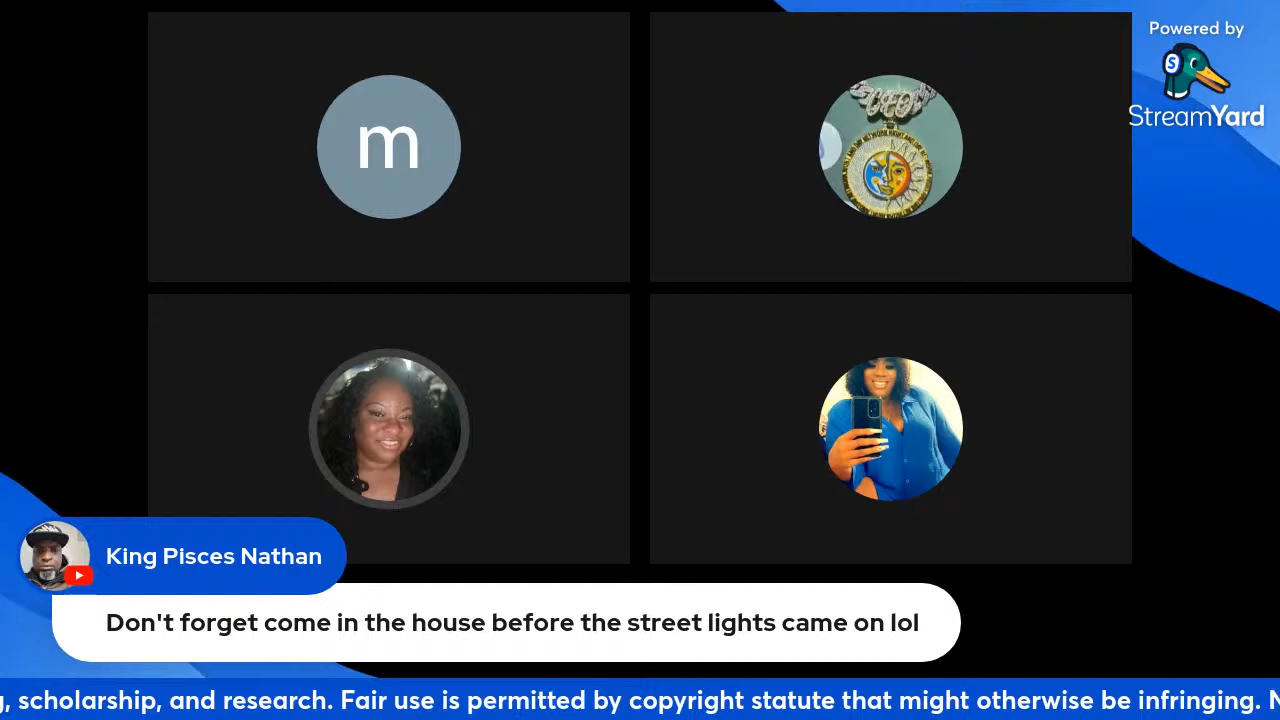 Powered by
S
StreamYard
m
CEO
King Pisces Nathan
Don't forget come in the house before the street lights came on lol
, scholarship, and research. Fair use is permitted by copyright statute that might otherwise be infringing. N